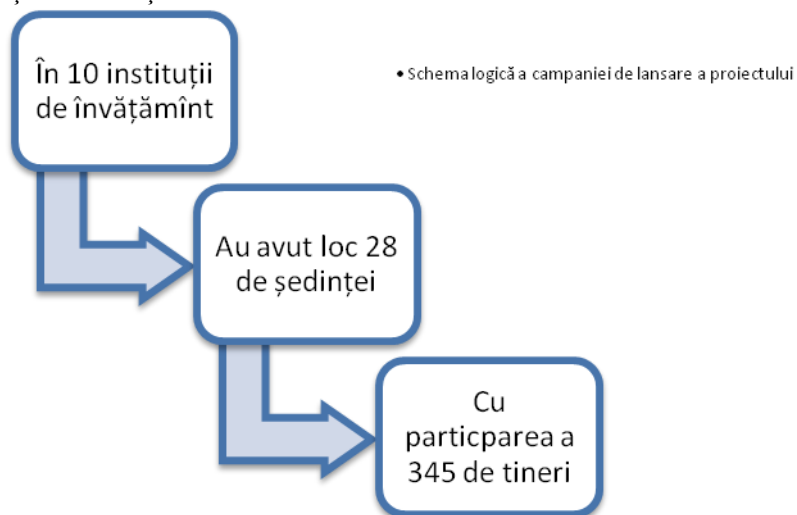 În 10 instituții
de învățămînt
• Schema logică a campaniei de lansare a proiectului
Au avut loc 28
de ședinței
Cu
particparea a
345 de tineri